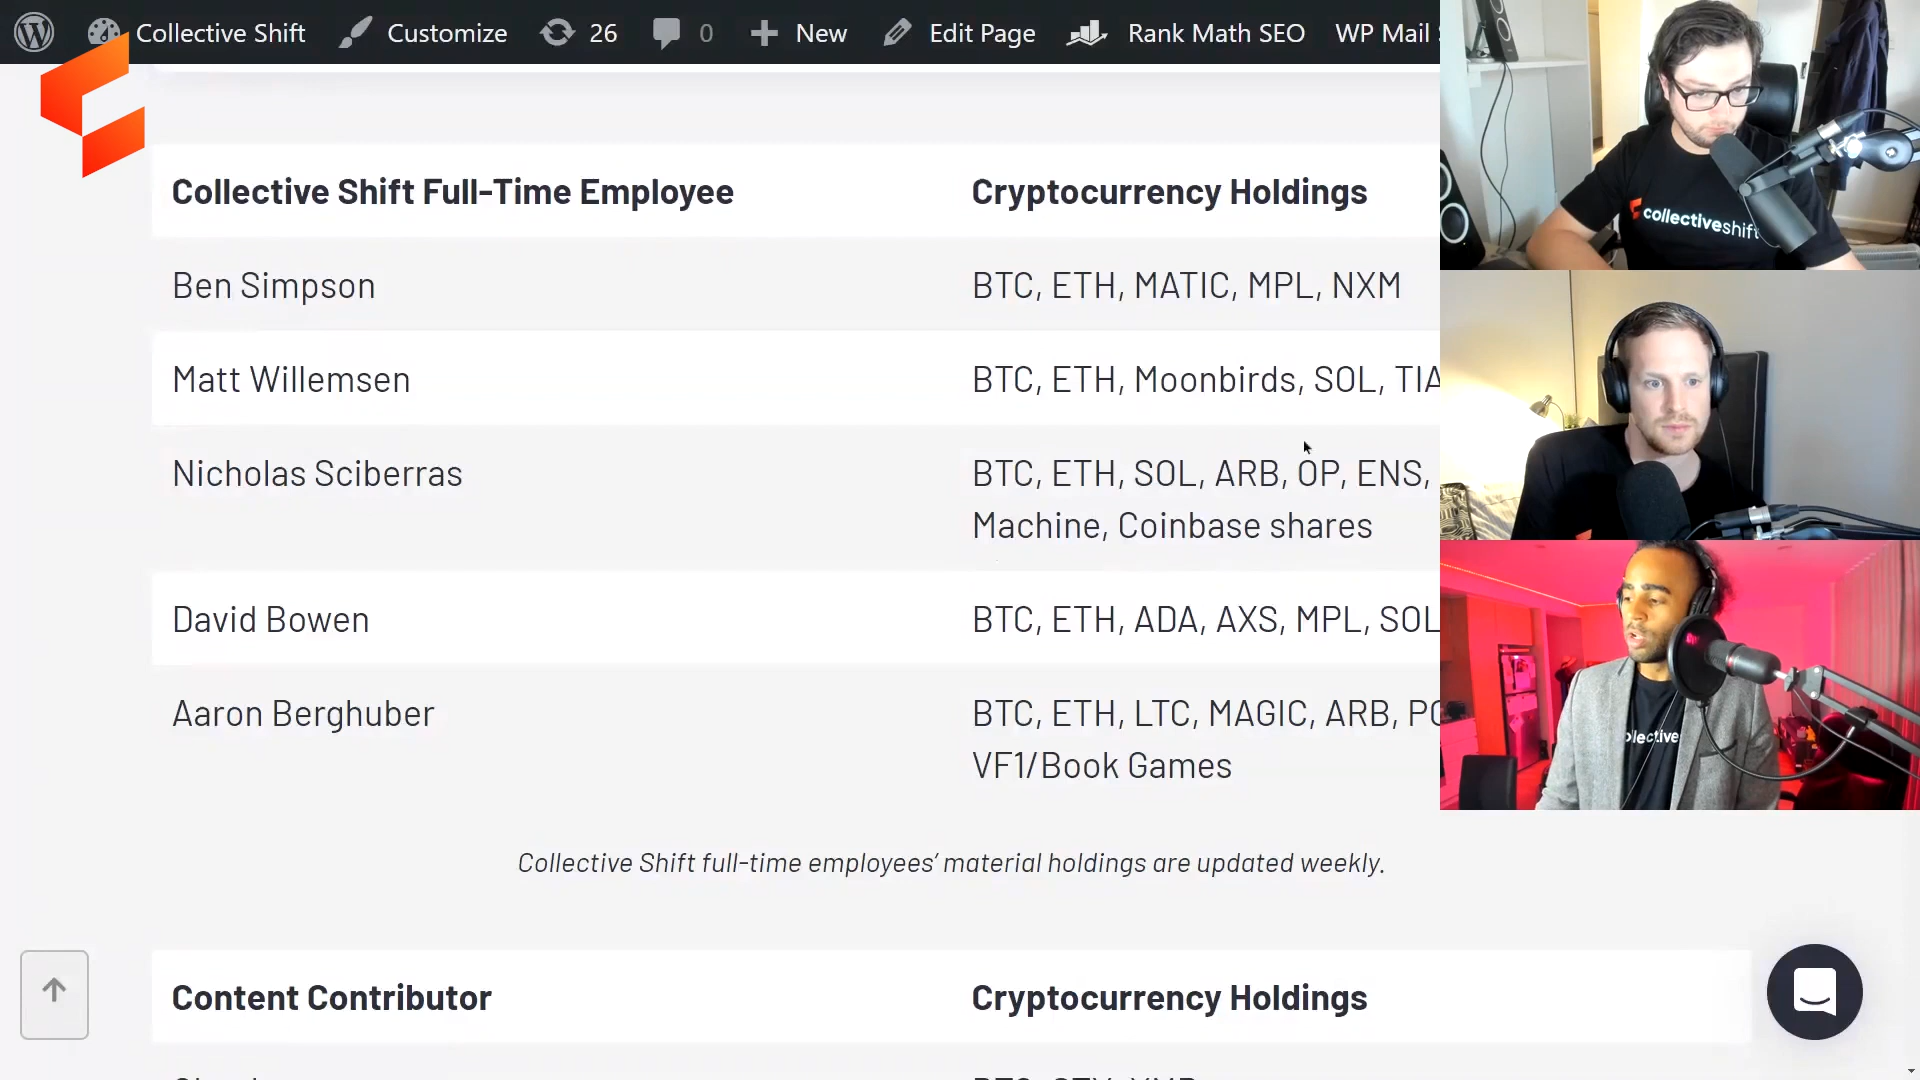 Collective Shift Customize 26 0 New Edit Page Rank Math SEO WP Mail
Collective Shift Full-Time Employee Cryptocurrency Holdings
Ben Simpson BTC, ETH, MATIC, MPL, NXM
Matt Willemsen BTC, ETH, Moonbirds, SOL, TIA
Nicholas Sciberras BTC, ETH, SOL, ARB, OP, ENS,
Machine, Coinbase shares
David Bowen BTC, ETH, ADA, AXS, MPL, SOL
Aaron Berghuber BTC, ETH, LTC, MAGIC, ARB,
VF1/Book Games
Collective Shift full-time employees’ material holdings are updated weekly.
Content Contributor Cryptocurrency Holdings
collectiveshift